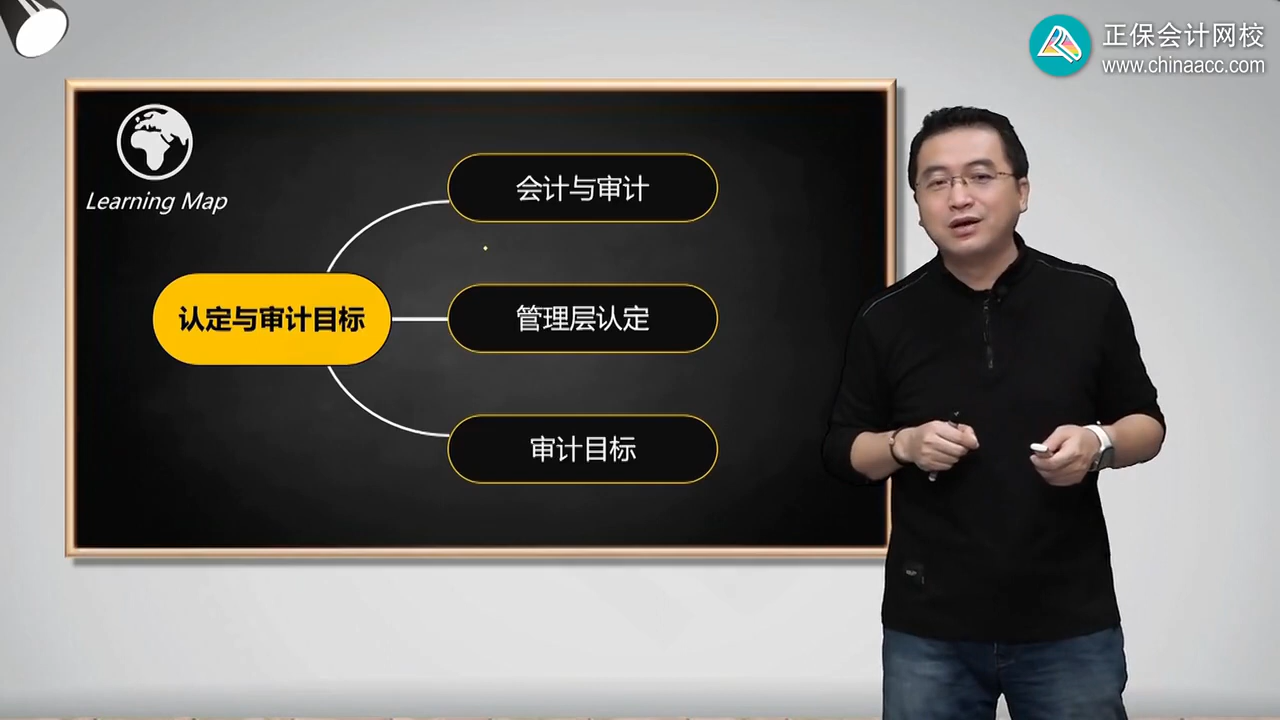 正保会计网校
www.chinaacc.com
Learning Map
会计与审计
认定与审计目标
管理层认定
审计目标